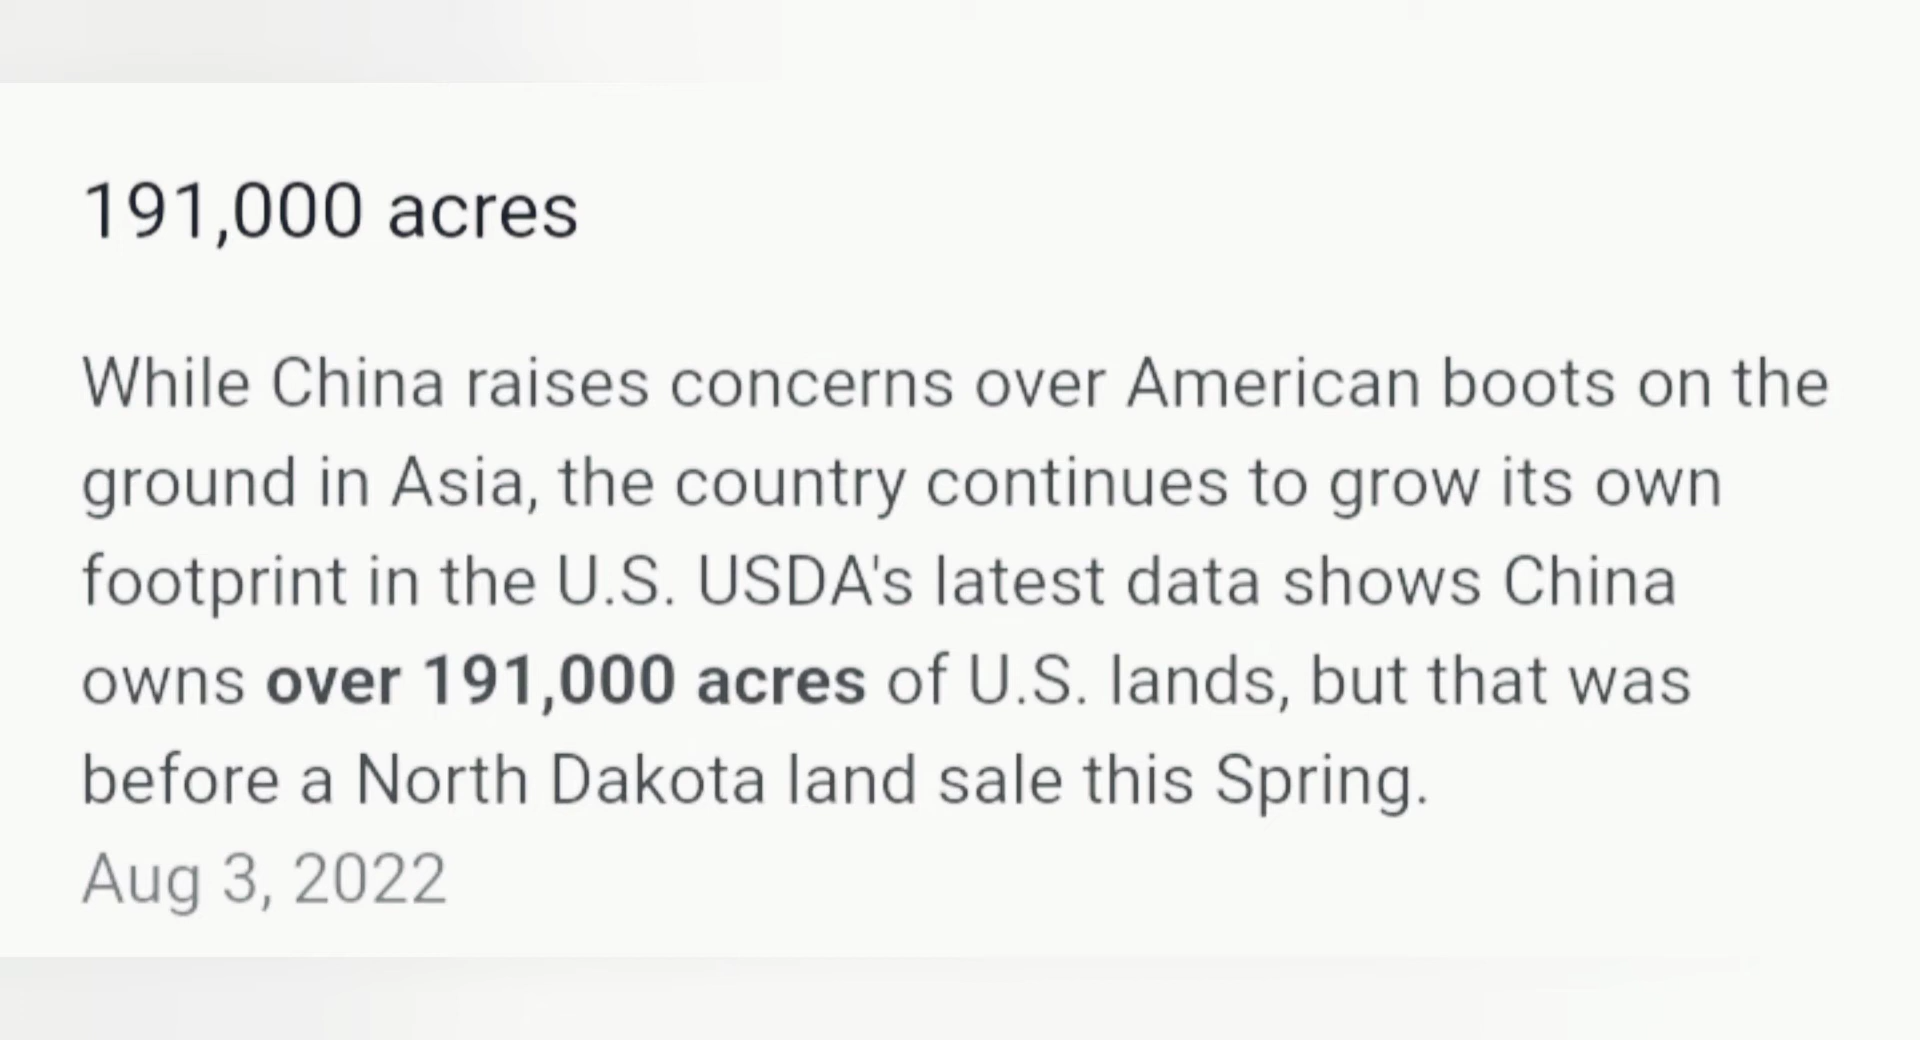 191,000 acres
While China raises concerns over American boots on the
ground in Asia, the country continues to grow its own
footprint in the U.S. USDA's latest data shows China
owns over 191,000 acres of U.S. lands, but that was
before a North Dakota land sale this Spring.
Aug 3, 2022